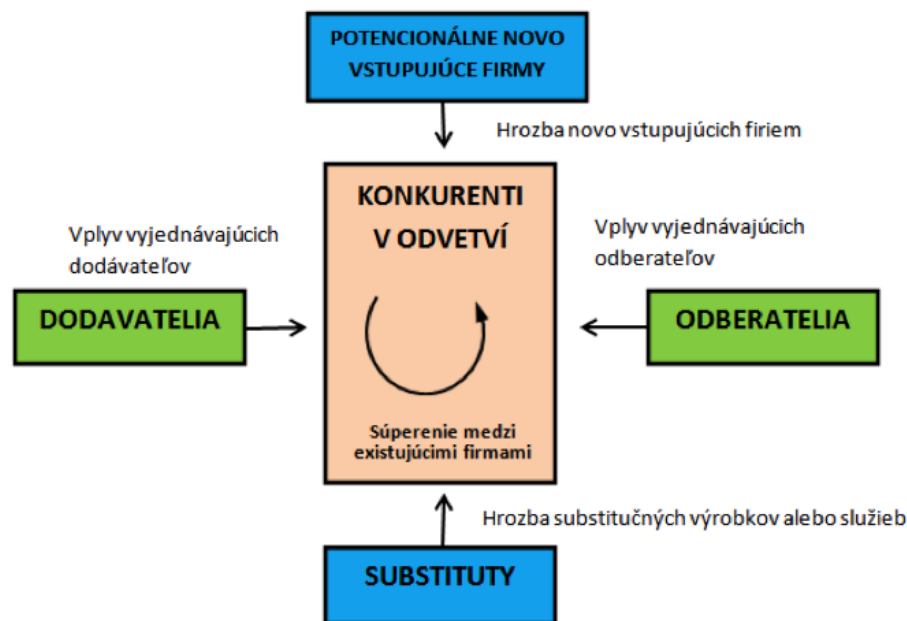 POTENCIONÁLNE NOVO
VSTUPUJÚCE FIRMY
Hrozba novo vstupujúcich firiem
KONKURENTI
V ODVETVÍ
Vplyv vyjednávajúcich
dodávateľov
Vplyv vyjednávajúcich
odberateľov
DODAVATELIA
ODBERATELIA
Súperenie medzi
existujúcimi firmami
Hrozba substitučných výrobkov alebo služieb
SUBSTITUTY